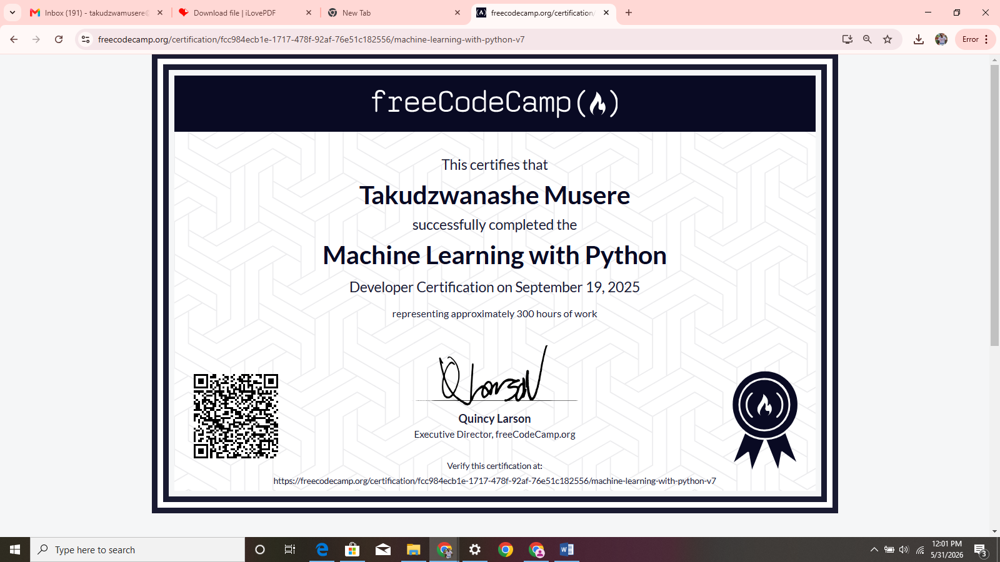 Inbox (191) - takudzwamusere@
Download file | iLovePDF
New Tab
freecodecamp.org/certification/
freecodecamp.org/certification/fcc984ecb1e-1717-478f-92af-76e51c182556/machine-learning-with-python-v7
Error
freeCodeCamp
This certifies that
Takudzwanashe Musere
successfully completed the
Machine Learning with Python
Developer Certification on September 19, 2025
representing approximately 300 hours of work
QLarson
Quincy Larson
Executive Director, freeCodeCamp.org
Verify this certification at:
https://freecodecamp.org/certification/fcc984ecb1e-1717-478f-92af-76e51c182556/machine-learning-with-python-v7
Type here to search
12:01 PM
5/31/2026
3